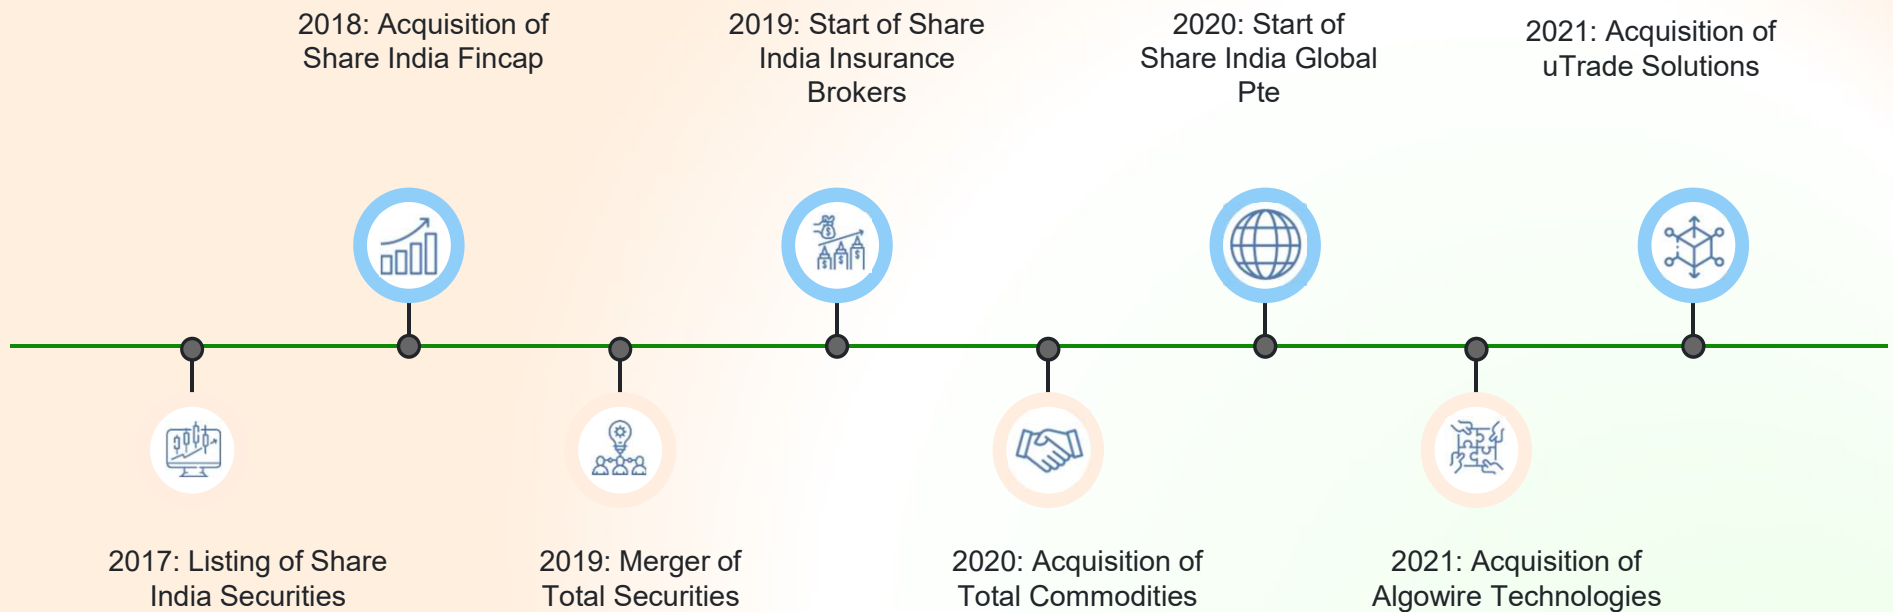 2018: Acquisition of
Share India Fincap
2019: Start of Share
India Insurance
Brokers
2020: Start of
Share India Global
Pte
2021: Acquisition of
uTrade Solutions
2017: Listing of Share
India Securities
2019: Merger of
Total Securities
2020: Acquisition of
Total Commodities
2021: Acquisition of
Algowire Technologies